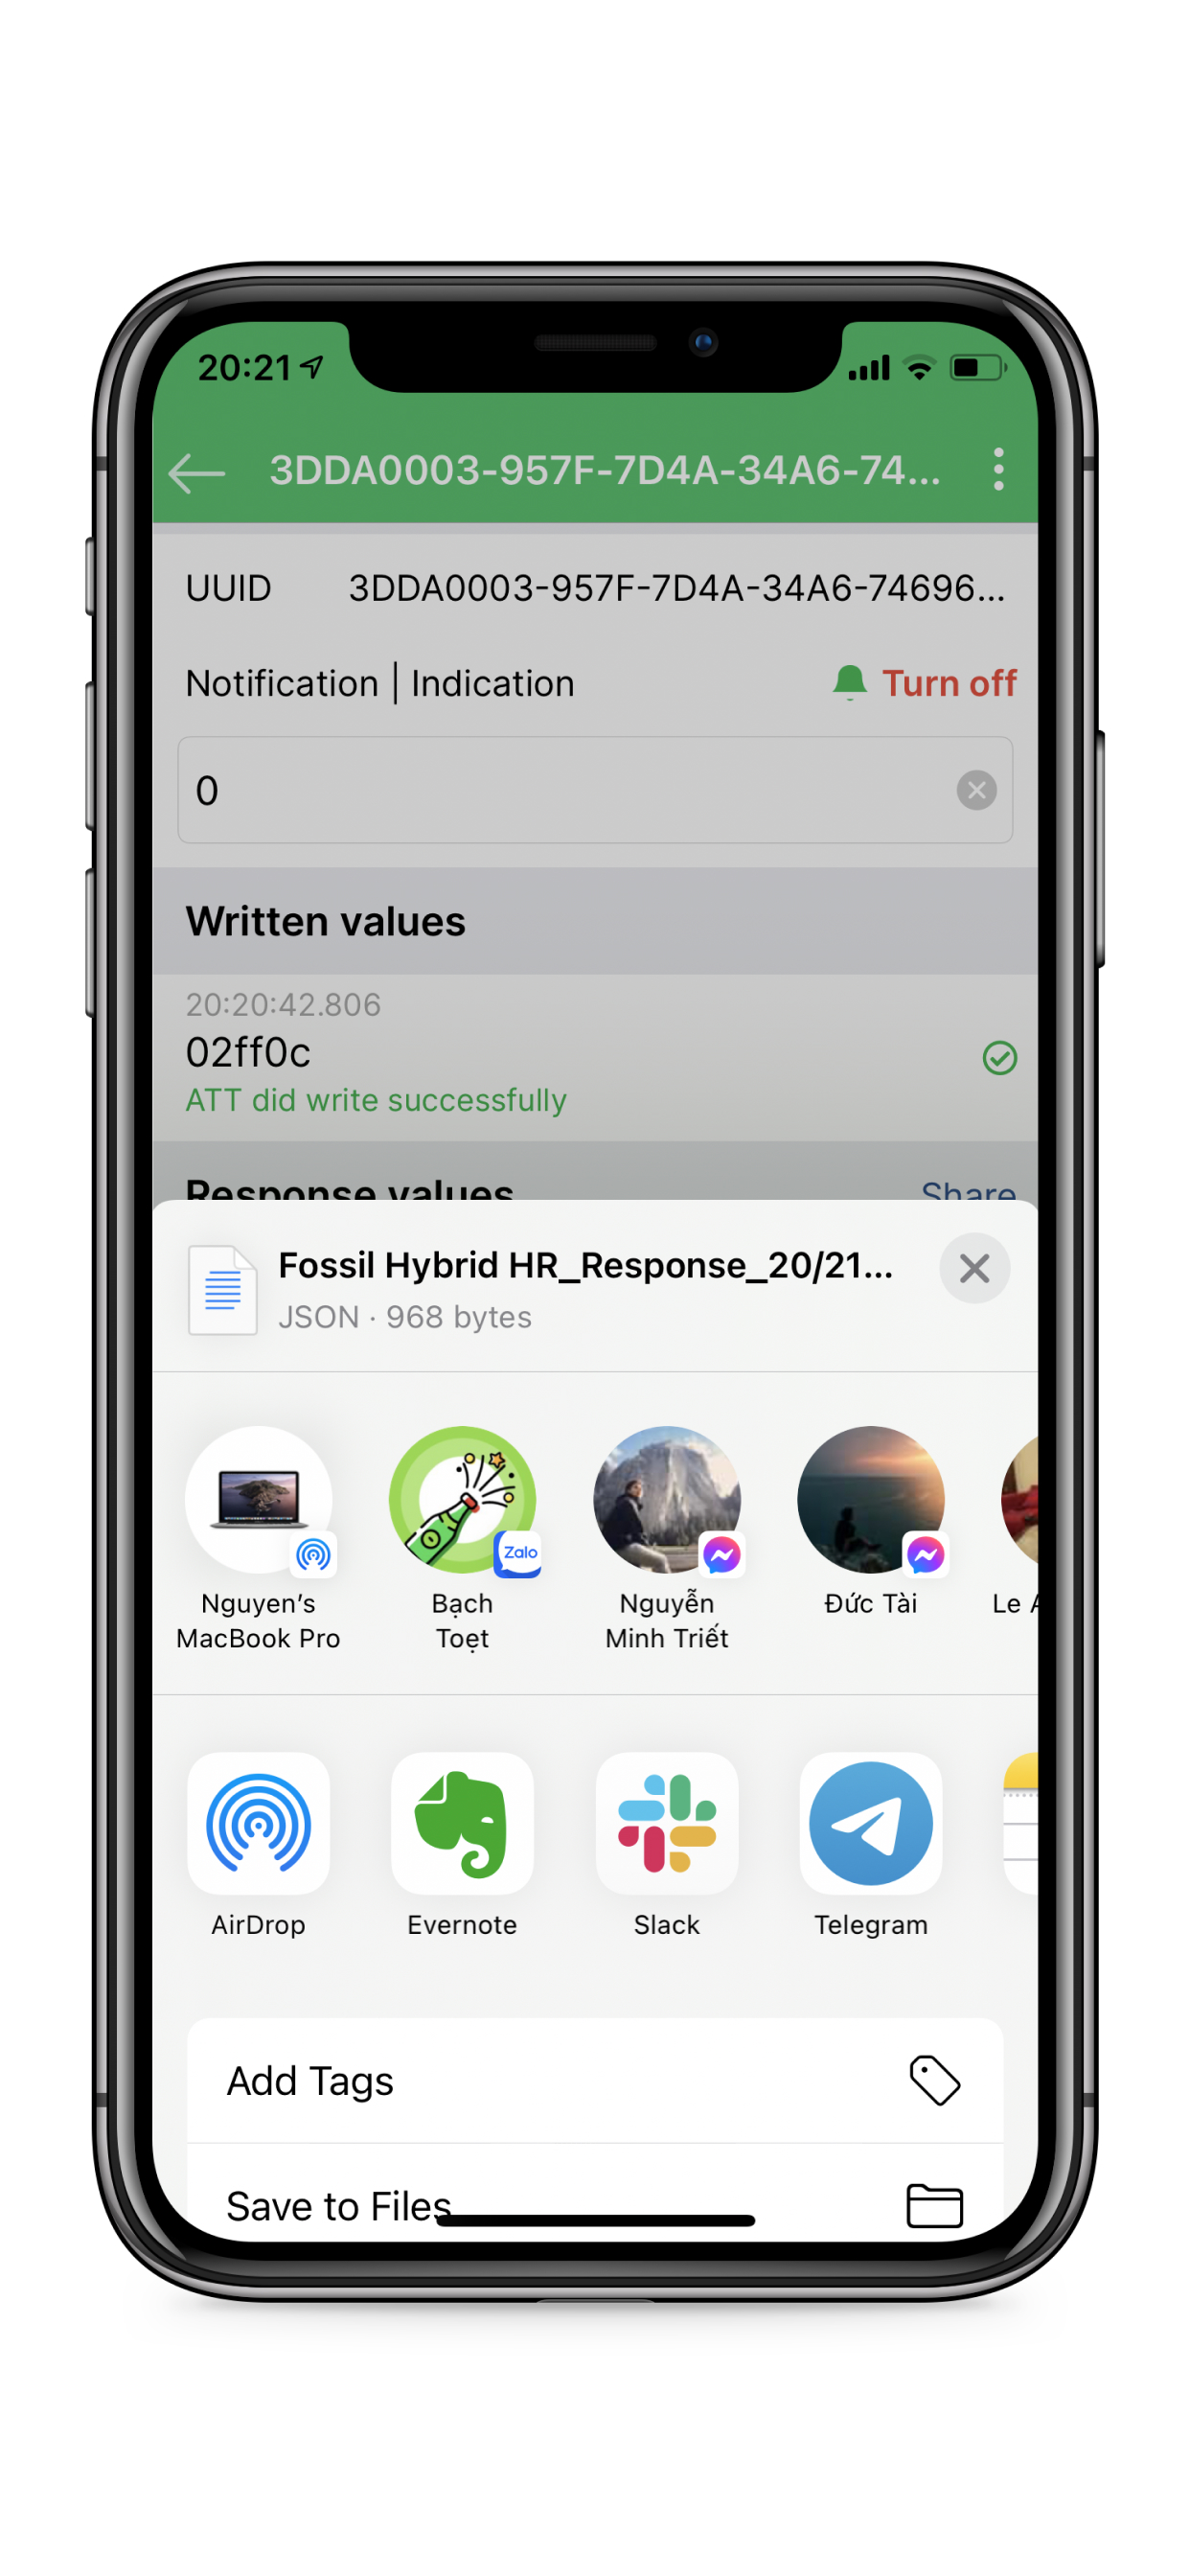 20:21
3DDA0003-957F-7D4A-34A6-74...
UUID 3DDA0003-957F-7D4A-34A6-74696...
Notification | Indication Turn off
0
Written values
20:20:42.806
02ff0c
ATT did write successfully
Response values Share
Fossil Hybrid HR_Response_20/21...
JSON · 968 bytes
Zalo
Nguyen’s
MacBook Pro
Bạch
Toẹt
Nguyễn
Minh Triết
Đức Tài
Le A
AirDrop
Evernote
Slack
Telegram
Add Tags
Save to Files